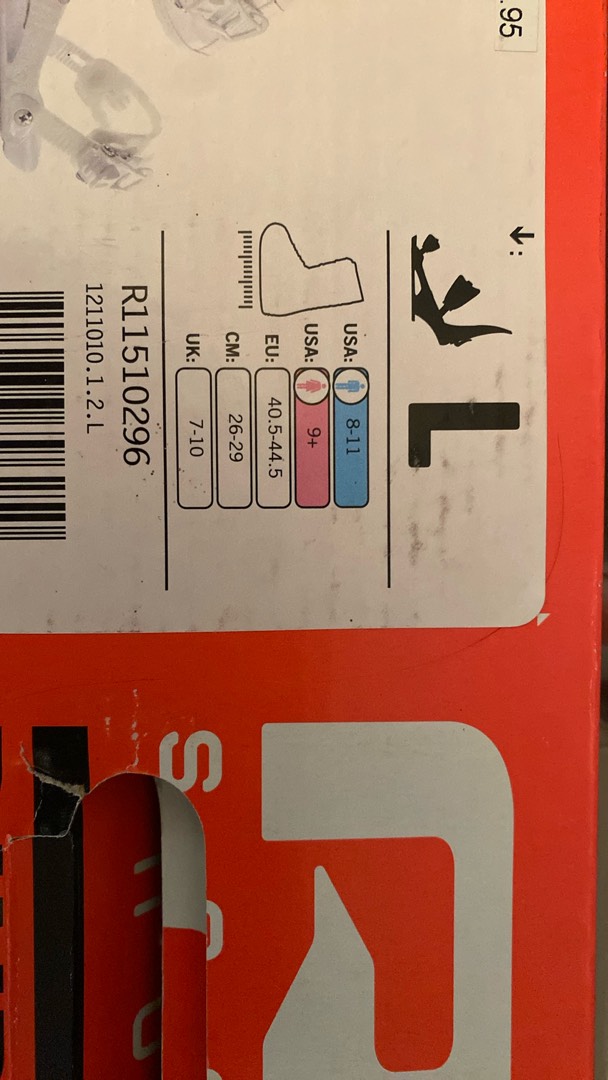 .95
↓:
L
USA: 8-11
USA: 9+
EU: 40.5-44.5
CM: 26-29
UK: 7-10
R11510296
1211010.1.2.L